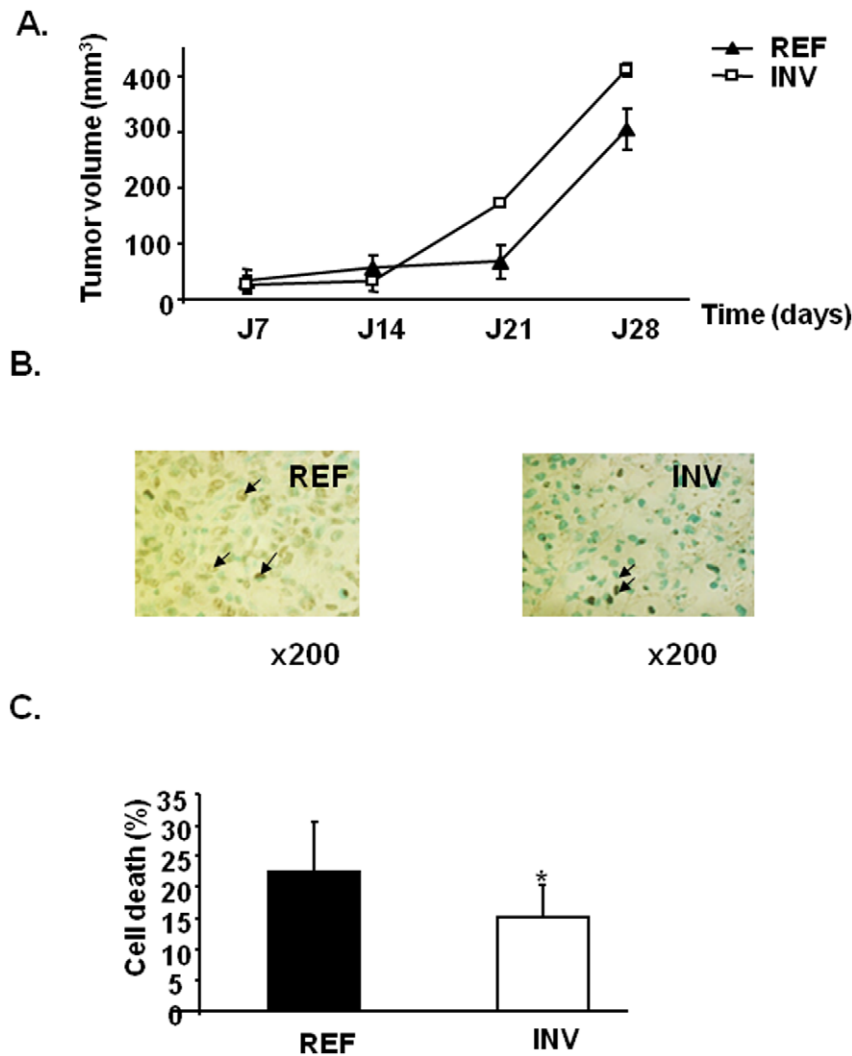 A.
Tumor volume (mm³)
400
300
200
100
0
J7 J14 J21 J28
Time (days)
REF
INV
B.
REF
INV
x200
x200
C.
Cell death (%)
35
30
25
20
15
10
5
0
*
REF
INV